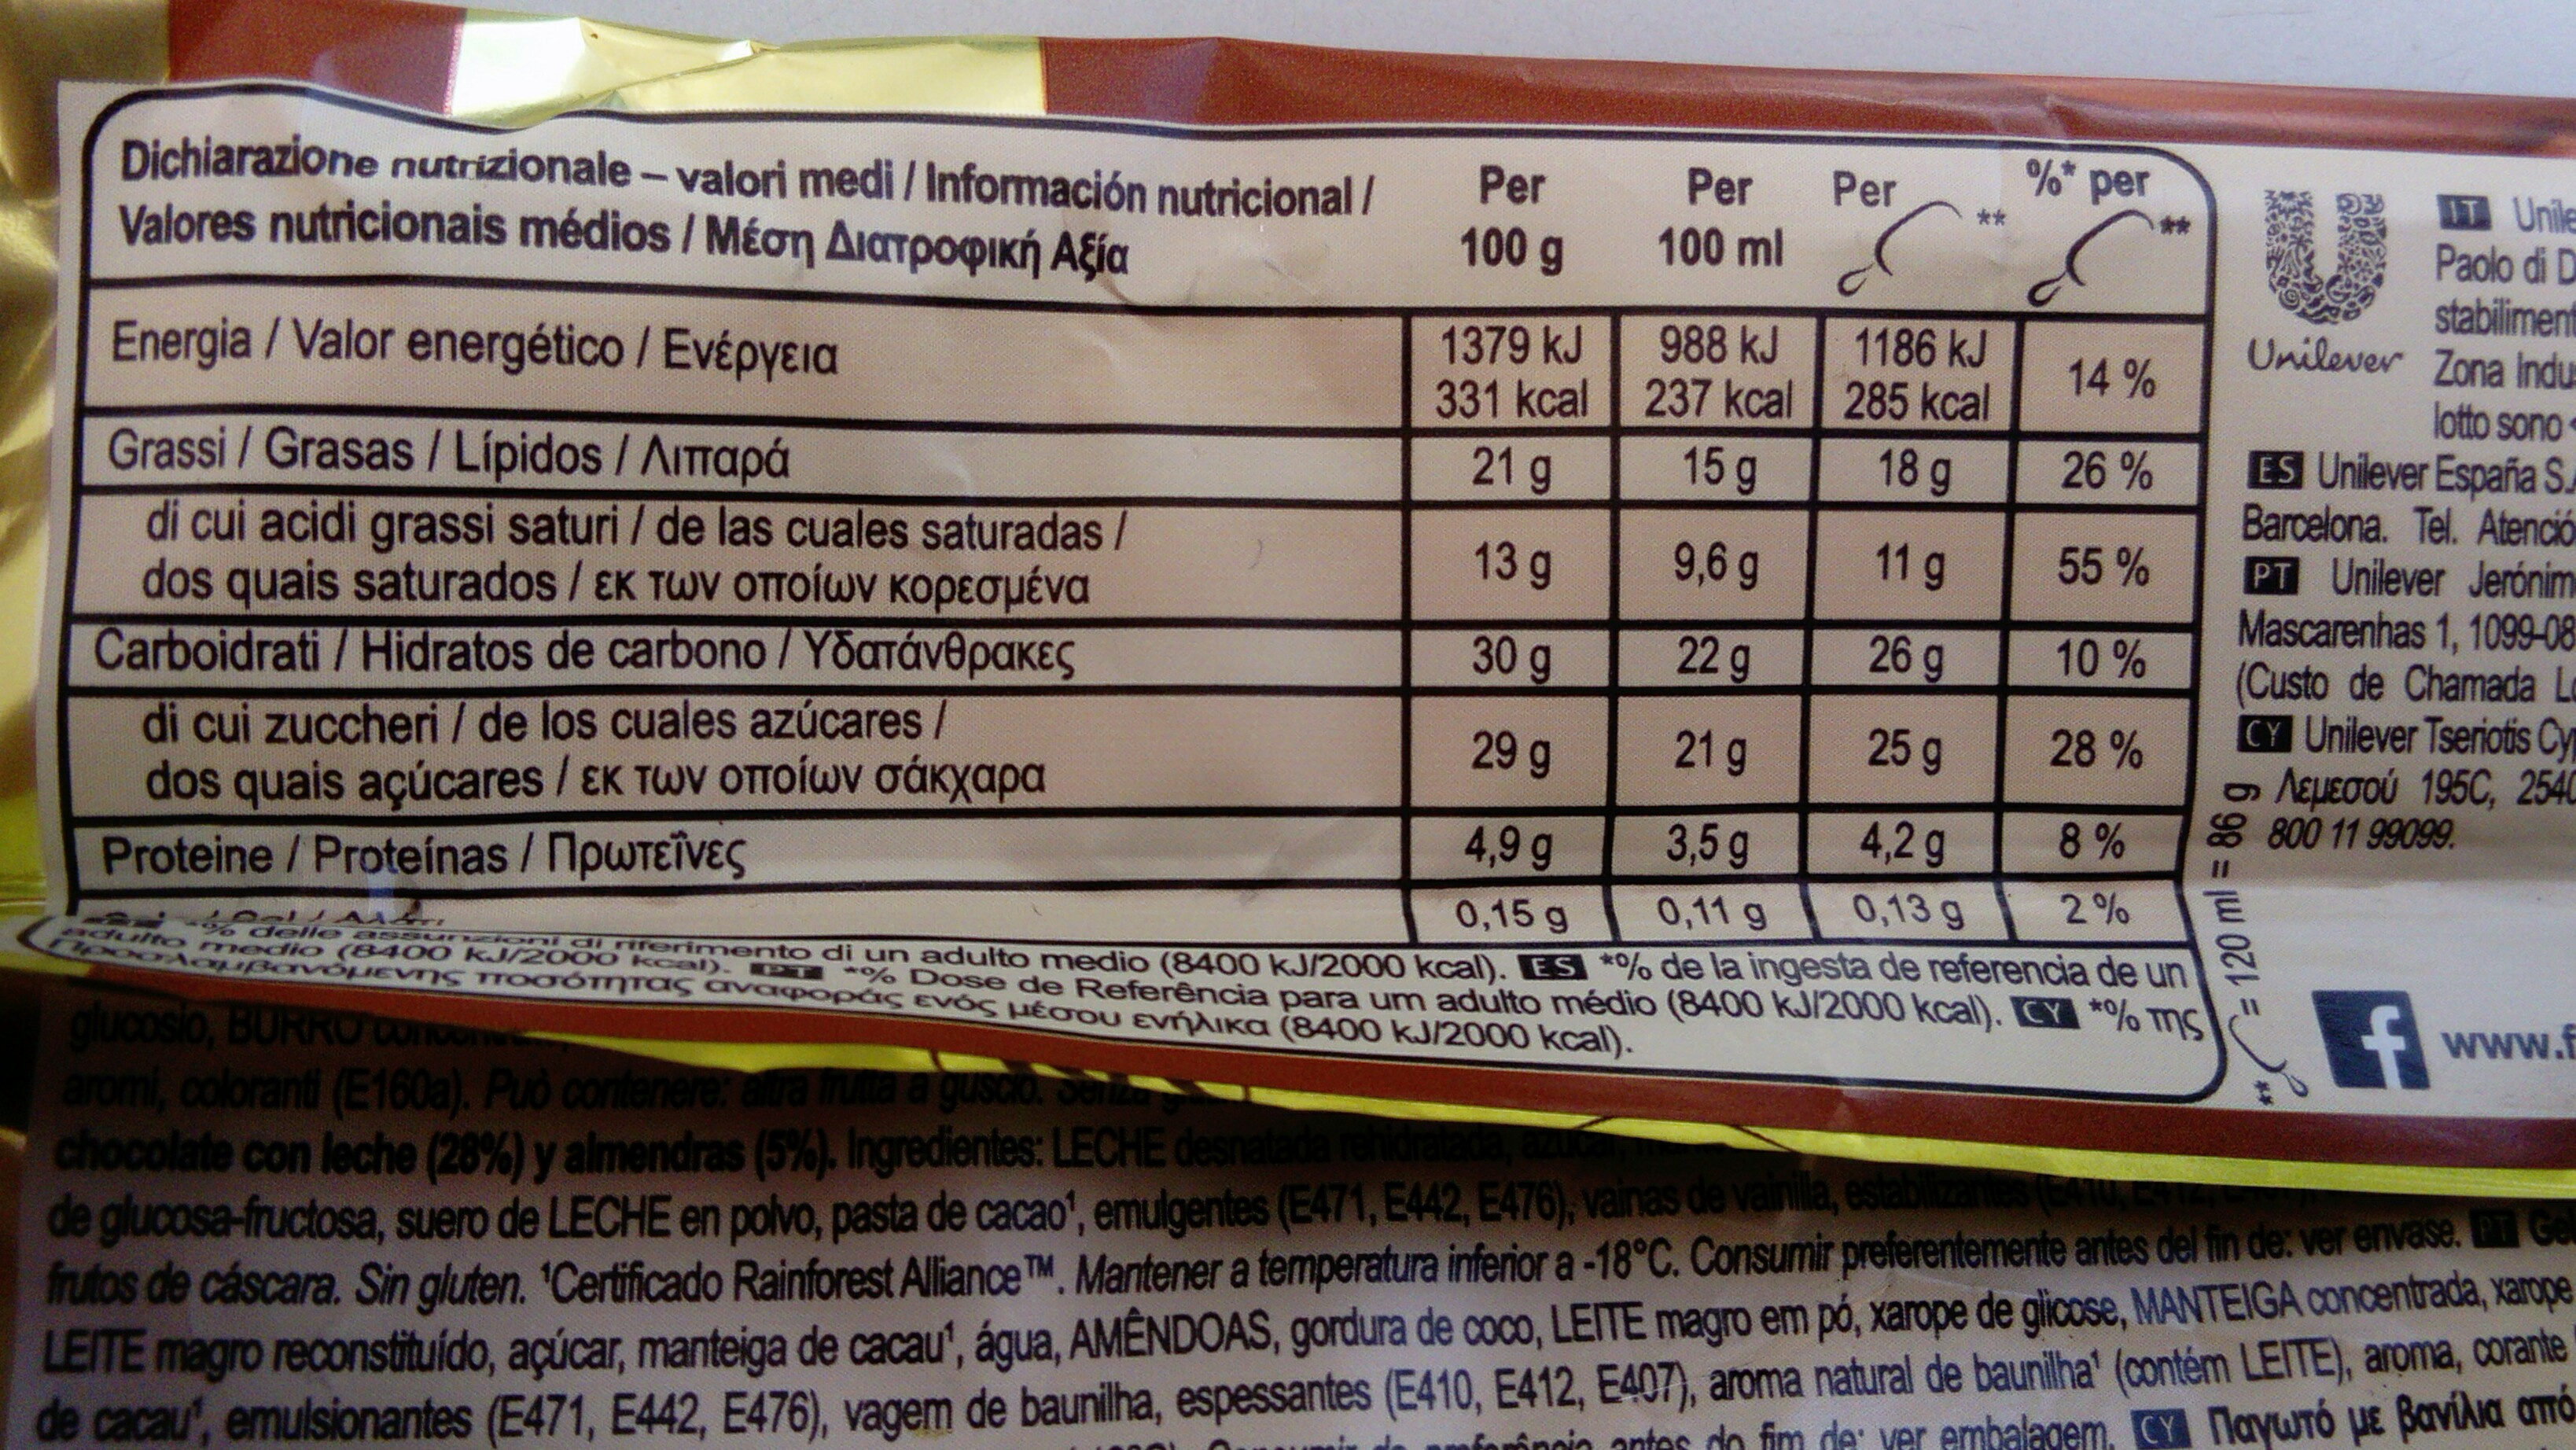 Dichiarazione nutrizionale – valori medi / Información nutricional / Per Per Per %* per
Valores nutricionais médios / Μέση Διατροφική Αξία 100 g 100 ml ** **
Energia / Valor energético / Ενέργεια 1379 kJ 988 kJ 1186 kJ 14 %
331 kcal 237 kcal 285 kcal
Grassi / Grasas / Lípidos / Λιπαρά 21 g 15 g 18 g 26 %
di cui acidi grassi saturi / de las cuales saturadas /
dos quais saturados / εκ των οποίων κορεσμένα 13 g 9,6 g 11 g 55 %
Carboidrati / Hidratos de carbono / Υδατάνθρακες 30 g 22 g 26 g 10 %
di cui zuccheri / de los cuales azúcares /
dos quais açúcares / εκ των οποίων σάκχαρα 29 g 21 g 25 g 28 %
Proteine / Proteínas / Πρωτεΐνες 4,9 g 3,5 g 4,2 g 8 %
0,15 g 0,11 g 0,13 g 2 %
*% delle assunzioni di riferimento di un adulto medio (8400 kJ/2000 kcal). ES *% de la ingesta de referencia de un
adulto medio (8400 kJ/2000 kcal). PT *% Dose de Referência para um adulto médio (8400 kJ/2000 kcal). CY *% της
προσλαμβανόμενης ποσότητας αναφοράς ενός μέσου ενήλικα (8400 kJ/2000 kcal).
** = 120 ml = 86 g
Unilever
IT
Paolo di
Zona
lotto sono
ES Unilever España
Barcelona. Tel.
PT Unilever
Mascarenhas 1,
(Custo de Chamada
CY Unilever Tseriotis
Λεμεσού 195C,
800 11 99099.
f www.
glucosio, BURRO
aromi, coloranti (E160a). Può contenere: altra frutta a guscio.
chocolate con leche (28%) y almendras (5%). Ingredientes: LECHE desnatada rehidratada,
de glucosa-fructosa, suero de LECHE en polvo, pasta de cacao¹, emulgentes (E471, E442, E476), vainas de vainilla, estabilizantes
frutos de cáscara. Sin gluten. ¹Certificado Rainforest Alliance™. Mantener a temperatura inferior a -18°C. Consumir preferentemente antes del fin de: ver envase. PT
LEITE magro reconstituído, açúcar, manteiga de cacau¹, água, AMÊNDOAS, gordura de coco, LEITE magro em pó, xarope de glicose, MANTEIGA concentrada, xarope
de cacau¹, emulsionantes (E471, E442, E476), vagem de baunilha, espessantes (E410, E412, E407), aroma natural de baunilha¹ (contém LEITE), aroma, corante
antes do fim de: ver embalagem. CY Παγωτό με βανίλια από